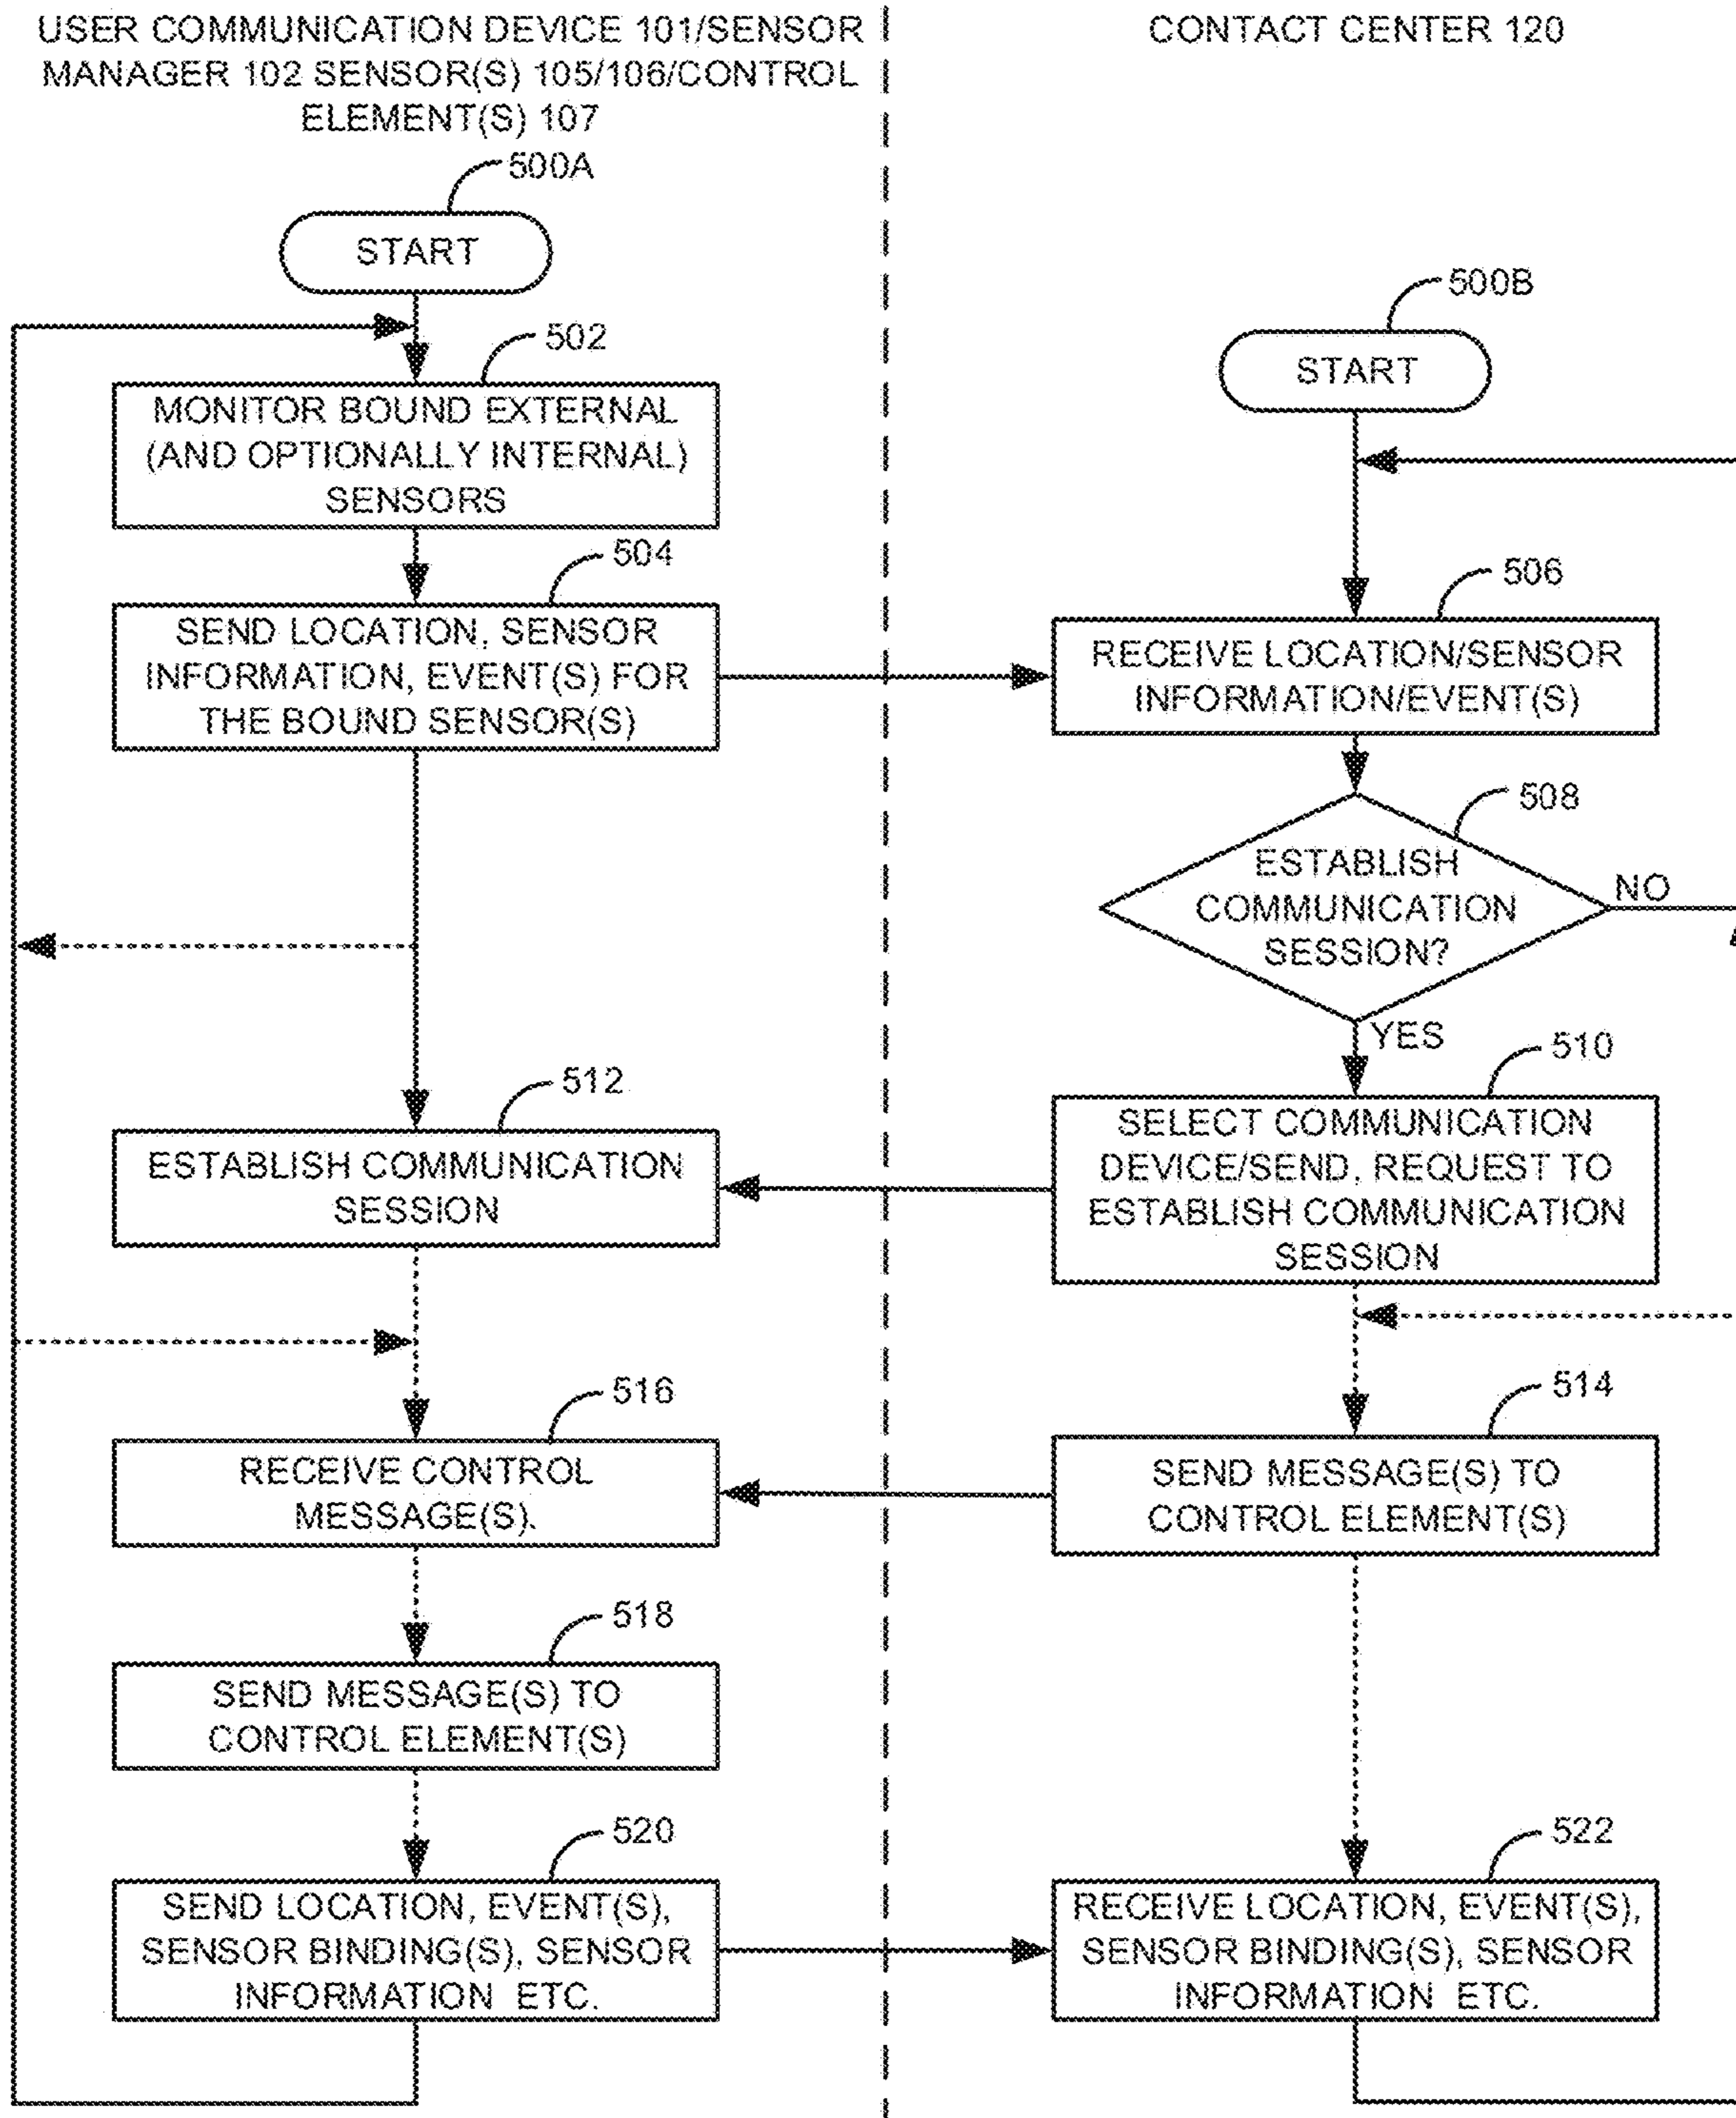 USER COMMUNICATION DEVICE 101/SENSOR
MANAGER 102 SENSOR(S) 105/106/CONTROL
ELEMENT(S) 107
500A
START
502
MONITOR BOUND EXTERNAL
(AND OPTIONALLY INTERNAL)
SENSORS
504
SEND LOCATION, SENSOR
INFORMATION, EVENT(S) FOR
THE BOUND SENSOR(S)
512
ESTABLISH COMMUNICATION
SESSION
516
RECEIVE CONTROL
MESSAGE(S).
518
SEND MESSAGE(S) TO
CONTROL ELEMENT(S)
520
SEND LOCATION, EVENT(S),
SENSOR BINDING(S), SENSOR
INFORMATION ETC.
CONTACT CENTER 120
500B
START
506
RECEIVE LOCATION/SENSOR
INFORMATION/EVENT(S)
508
ESTABLISH
COMMUNICATION
SESSION?
NO
YES
510
SELECT COMMUNICATION
DEVICE/SEND, REQUEST TO
ESTABLISH COMMUNICATION
SESSION
514
SEND MESSAGE(S) TO
CONTROL ELEMENT(S)
522
RECEIVE LOCATION, EVENT(S),
SENSOR BINDING(S), SENSOR
INFORMATION ETC.